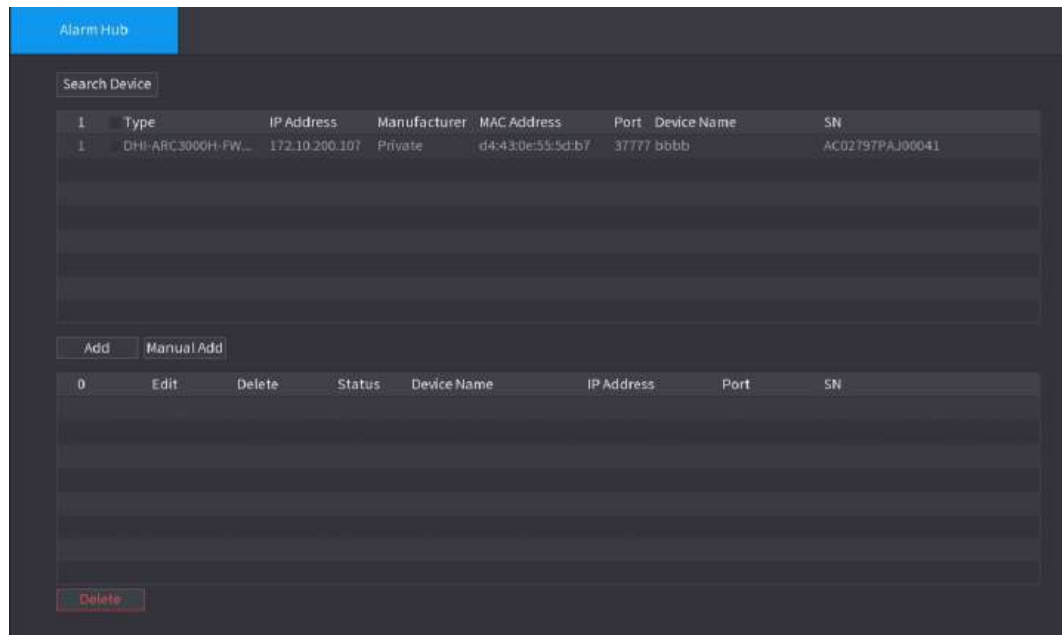 Alarm Hub
Search Device
1 Type IP Address Manufacturer MAC Address Port Device Name SN
1 DHI-ARC3000H-FW... 172.10.200.107 Private d4:43:0e:55:5d:b7 37777 bbbb AC02797PAJ00041
Add Manual Add
0 Edit Delete Status Device Name IP Address Port SN
Delete